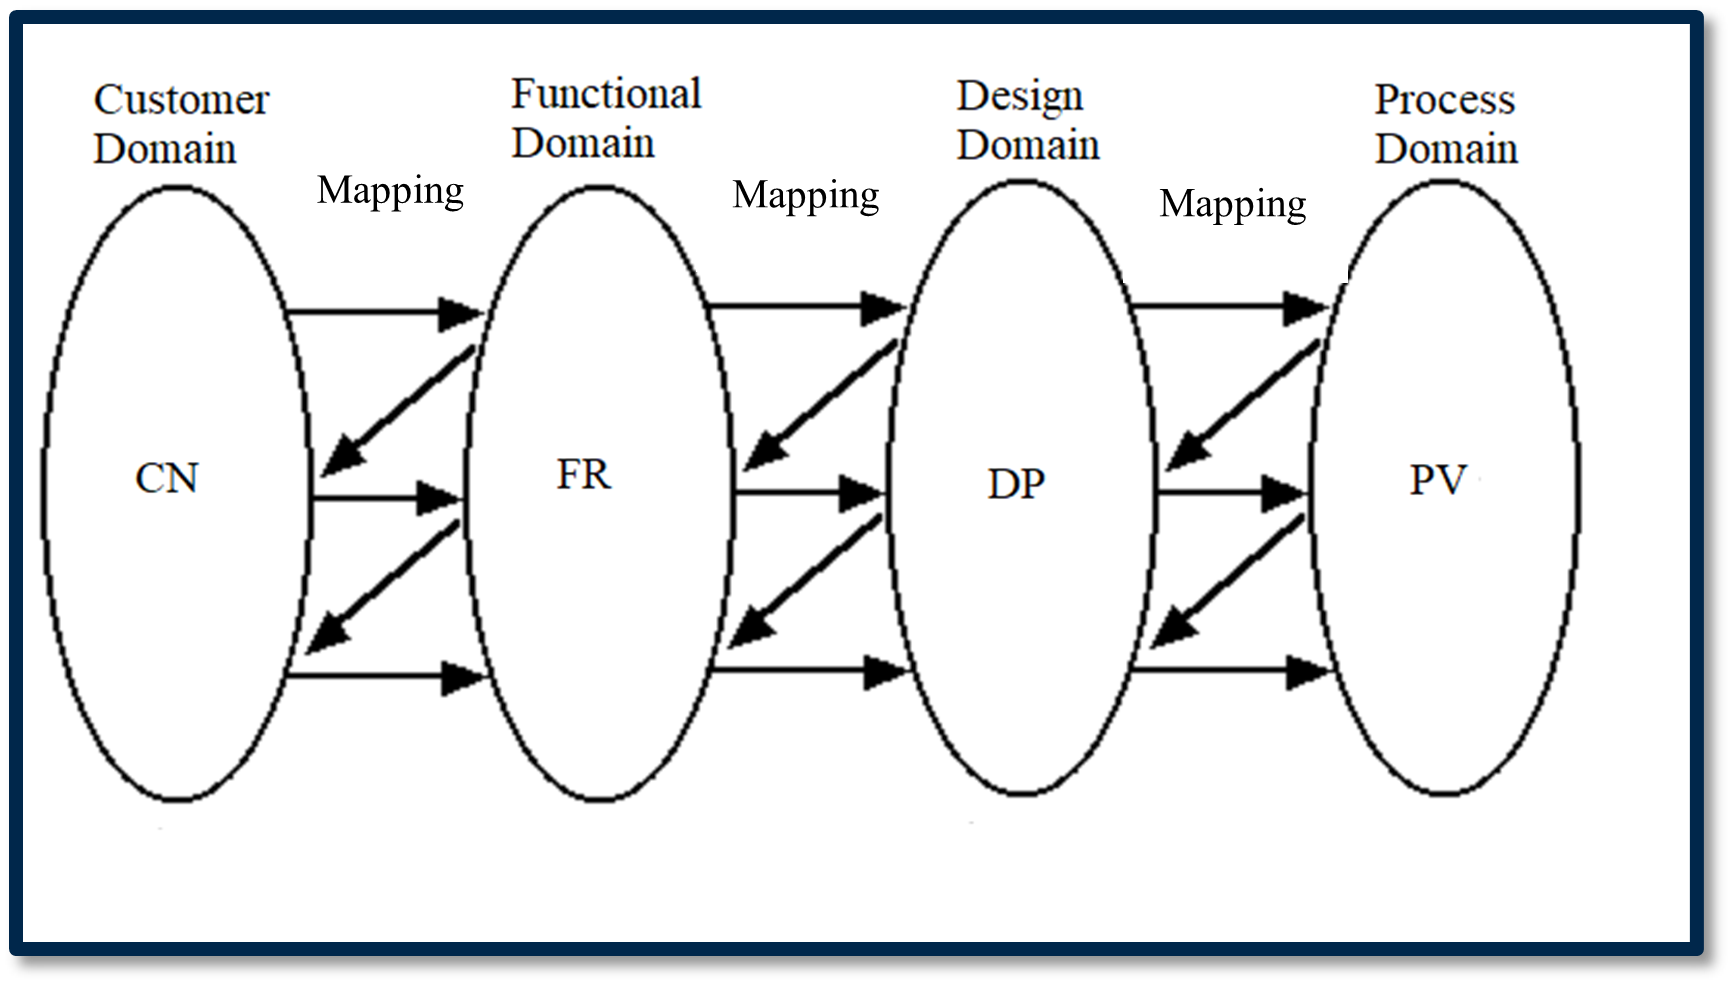 Customer
Domain
Functional
Domain
Design
Domain
Process
Domain
Mapping
Mapping
Mapping
CN
FR
DP
PV